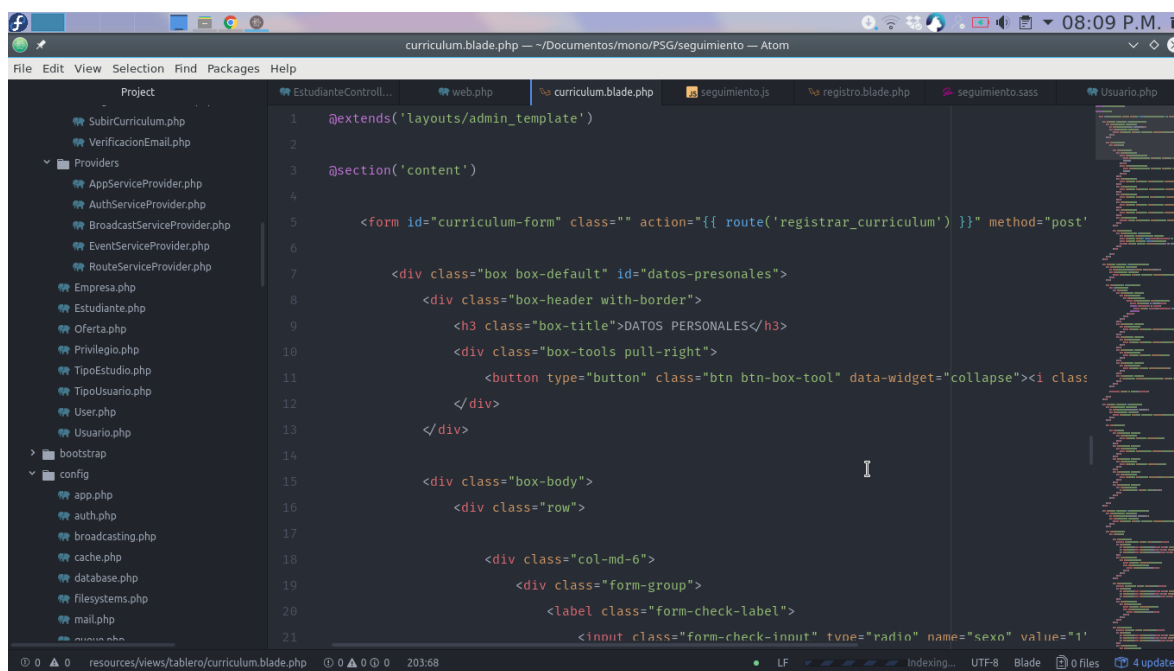 08:09 P.M.
curriculum.blade.php — ~/Documentos/mono/PSG/seguimiento — Atom
File Edit View Selection Find Packages Help
Project
SubirCurriculum.php
VerificacionEmail.php
Providers
AppServiceProvider.php
AuthServiceProvider.php
BroadcastServiceProvider.php
EventServiceProvider.php
RouteServiceProvider.php
Empresa.php
Estudiante.php
Oferta.php
Privilegio.php
TipoEstudio.php
TipoUsuario.php
User.php
Usuario.php
bootstrap
config
app.php
auth.php
broadcasting.php
cache.php
database.php
filesystems.php
mail.php
queue.php
EstudianteControll... web.php curriculum.blade.php seguimiento.js registro.blade.php seguimiento.sass Usuario.php
1 @extends('layouts/admin_template')
2
3 @section('content')
4
5 <form id="curriculum-form" class="" action="{{ route('registrar_curriculum') }}" method="post"
6
7 <div class="box box-default" id="datos-presonales">
8 <div class="box-header with-border">
9 <h3 class="box-title">DATOS PERSONALES</h3>
10 <div class="box-tools pull-right">
11 <button type="button" class="btn btn-box-tool" data-widget="collapse"><i class
12 </div>
13 </div>
14
15 <div class="box-body">
16 <div class="row">
17
18 <div class="col-md-6">
19 <div class="form-group">
20 <label class="form-check-label">
21 <input class="form-check-input" type="radio" name="sexo" value="1"
0 0 resources/views/tablero/curriculum.blade.php 0 0 0 203:68 LF Indexing... UTF-8 Blade 0 files 4 update